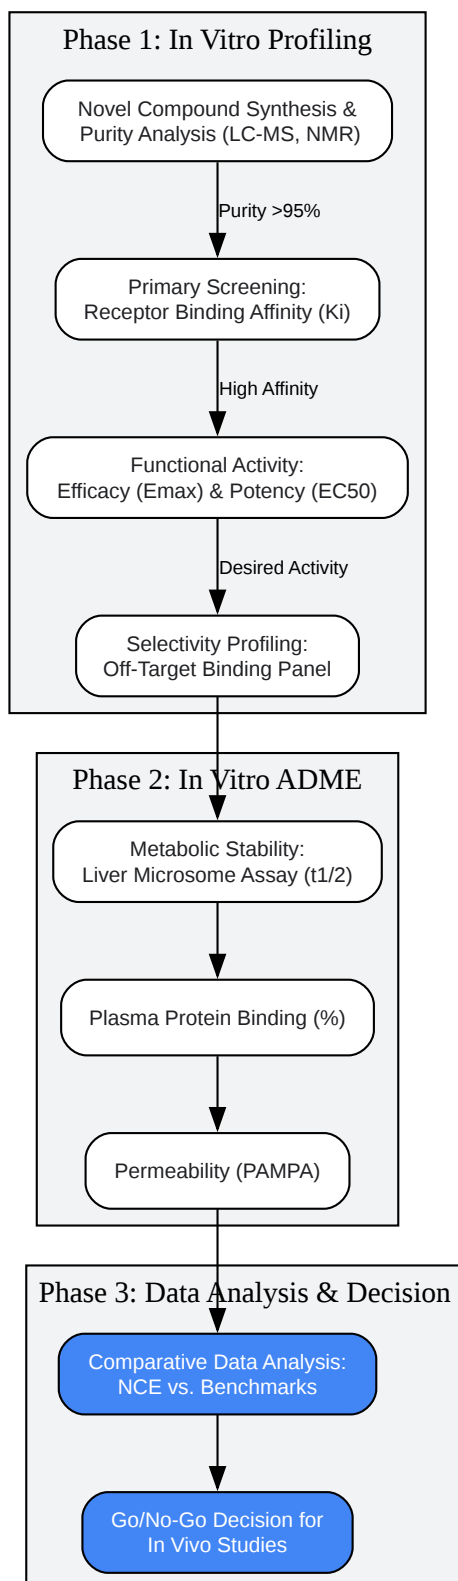 Phase 1: In Vitro Profiling
Novel Compound Synthesis &
Purity Analysis (LC-MS, NMR)
Purity >95%
Primary Screening:
Receptor Binding Affinity (Ki)
High Affinity
Functional Activity:
Efficacy (Emax) & Potency (EC50)
Desired Activity
Selectivity Profiling:
Off-Target Binding Panel
Phase 2: In Vitro ADME
Metabolic Stability:
Liver Microsome Assay (t1/2)
Plasma Protein Binding (%)
Permeability (PAMPA)
Phase 3: Data Analysis & Decision
Comparative Data Analysis:
NCE vs. Benchmarks
Go/No-Go Decision for
In Vivo Studies